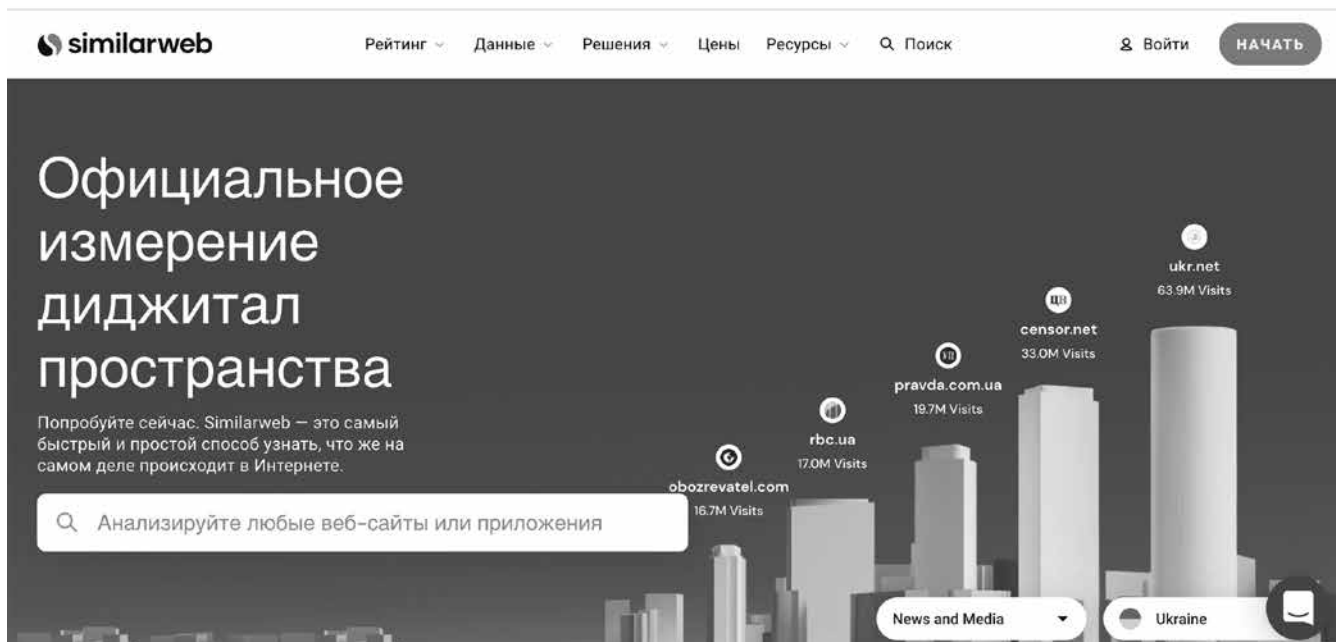 similarweb
Рейтинг Данные Решения Цены Ресурсы Поиск Войти НАЧАТЬ
Официальное
измерение
диджитал
пространства
Попробуйте сейчас. Similarweb — это самый
быстрый и простой способ узнать, что же на
самом деле происходит в Интернете.
Анализируйте любые веб-сайты или приложения
obozrevatel.com
16.7M Visits
rbc.ua
17.0M Visits
pravda.com.ua
19.7M Visits
ЦН
censor.net
33.0M Visits
ukr.net
63.9M Visits
News and Media
Ukraine